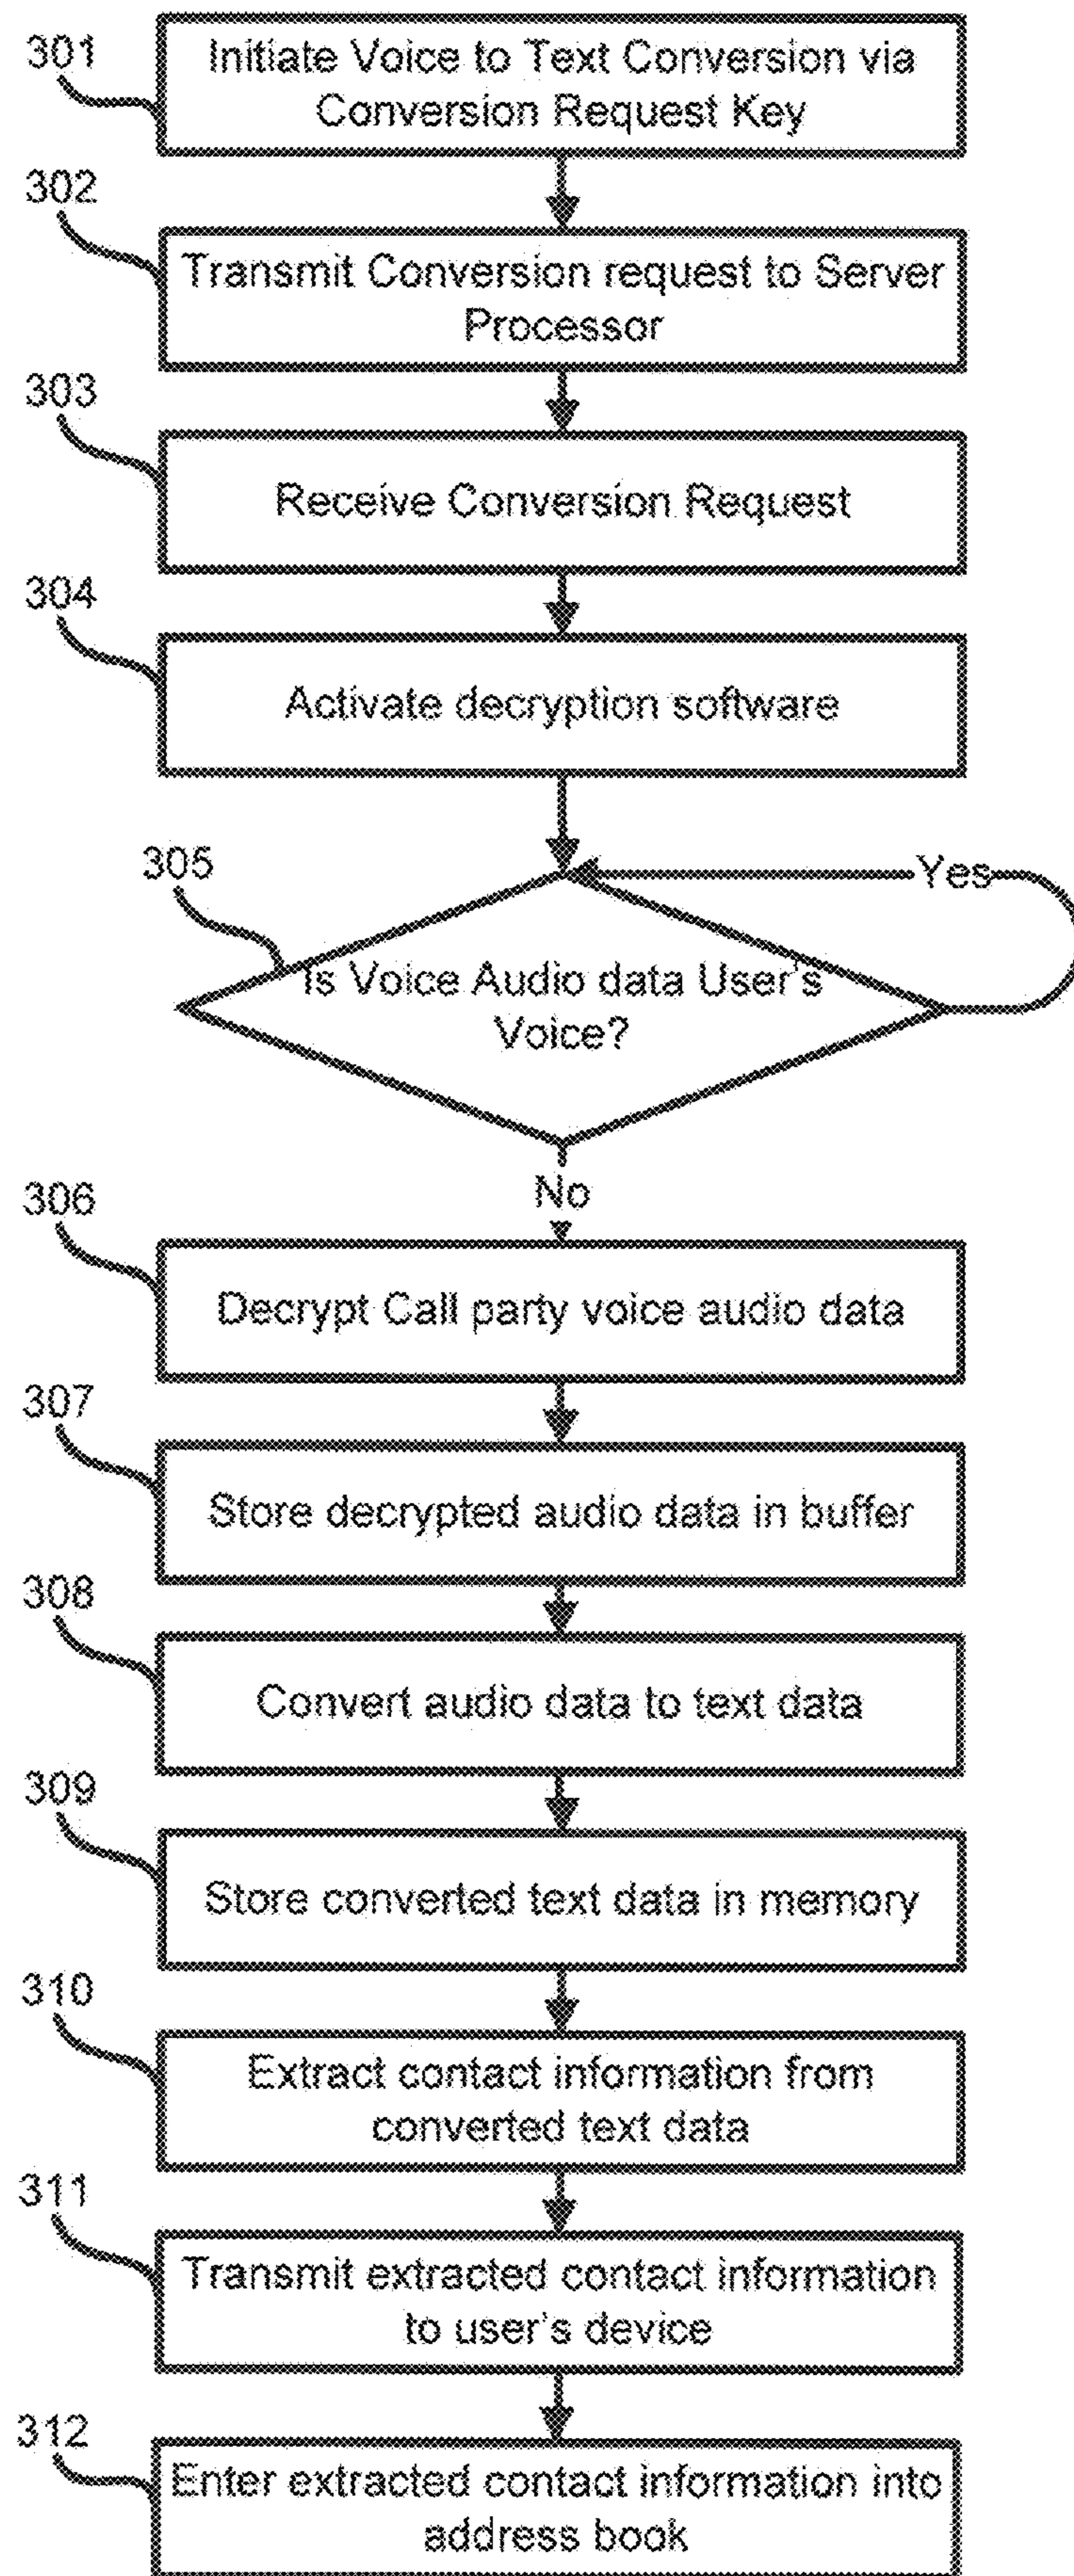 301
Initiate Voice to Text Conversion via
Conversion Request Key
302
Transmit Conversion request to Server
Processor
303
Receive Conversion Request
304
Activate decryption software
305
Yes
Is Voice Audio data User's
Voice?
No
306
Decrypt Call party voice audio data
307
Store decrypted audio data in buffer
308
Convert audio data to text data
309
Store converted text data in memory
310
Extract contact information from
converted text data
311
Transmit extracted contact information
to user's device
312
Enter extracted contact information into
address book